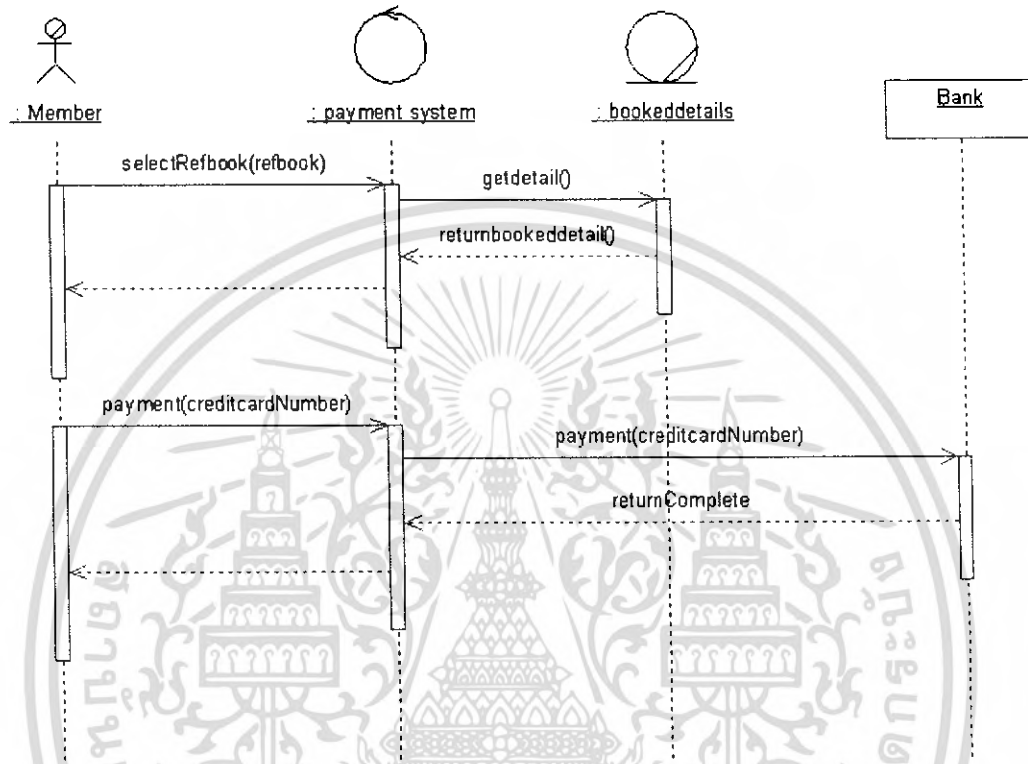 : Member
: payment system
: bookeddetails
Bank
selectRefbook(refbook)
getdetail()
returnbookeddetail()
payment(creditcardNumber)
payment(creditcardNumber)
returnComplete